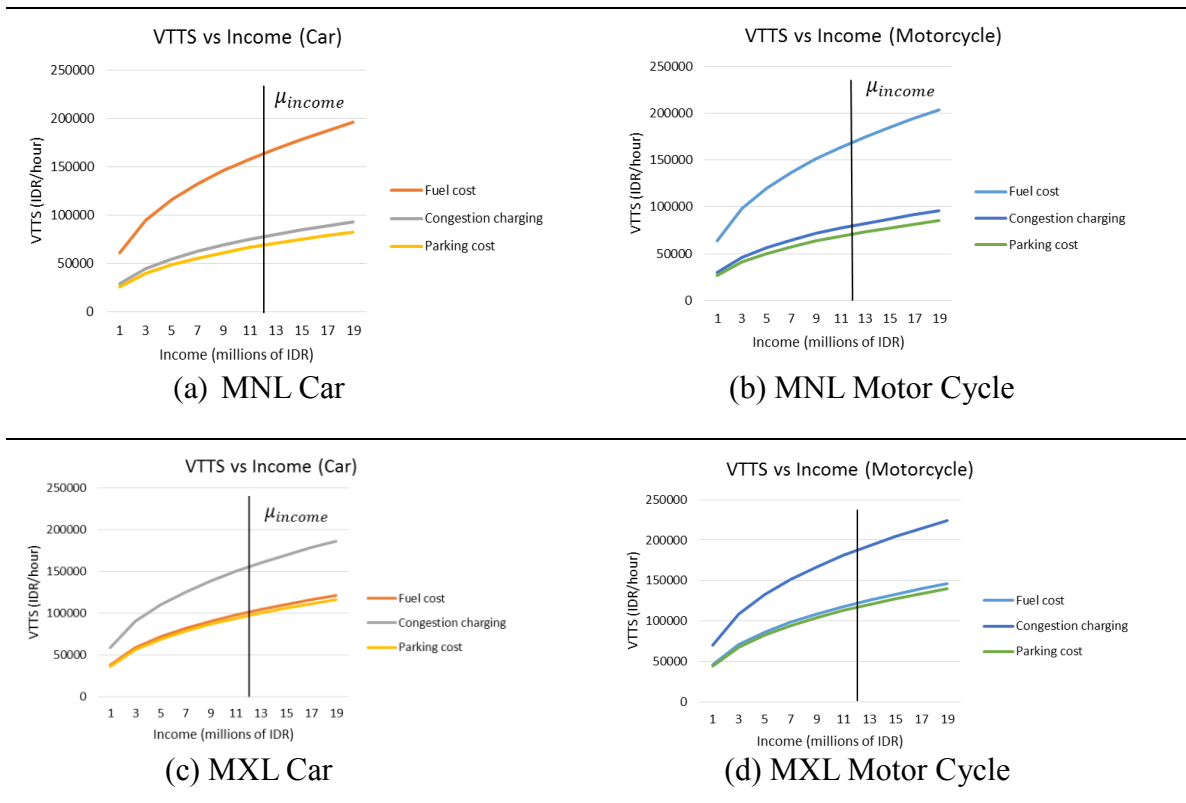 VTTS vs Income (Car)
250000
200000
150000
100000
50000
0
VTTS (IDR/hour)
μincome
Fuel cost
Congestion charging
Parking cost
1 3 5 7 9 11 13 15 17 19
Income (millions of IDR)
(a) MNL Car
VTTS vs Income (Motorcycle)
250000
200000
150000
100000
50000
0
VTTS (IDR/hour)
μincome
Fuel cost
Congestion charging
Parking cost
1 3 5 7 9 11 13 15 17 19
Income (millions of IDR)
(b) MNL Motor Cycle
VTTS vs Income (Car)
250000
200000
150000
100000
50000
0
VTTS (IDR/hour)
μincome
Fuel cost
Congestion charging
Parking cost
1 3 5 7 9 11 13 15 17 19
Income (millions of IDR)
(c) MXL Car
VTTS vs Income (Motorcycle)
250000
200000
150000
100000
50000
0
VTTS (IDR/hour)
Fuel cost
Congestion charging
Parking cost
1 3 5 7 9 11 13 15 17 19
Income (millions of IDR)
(d) MXL Motor Cycle